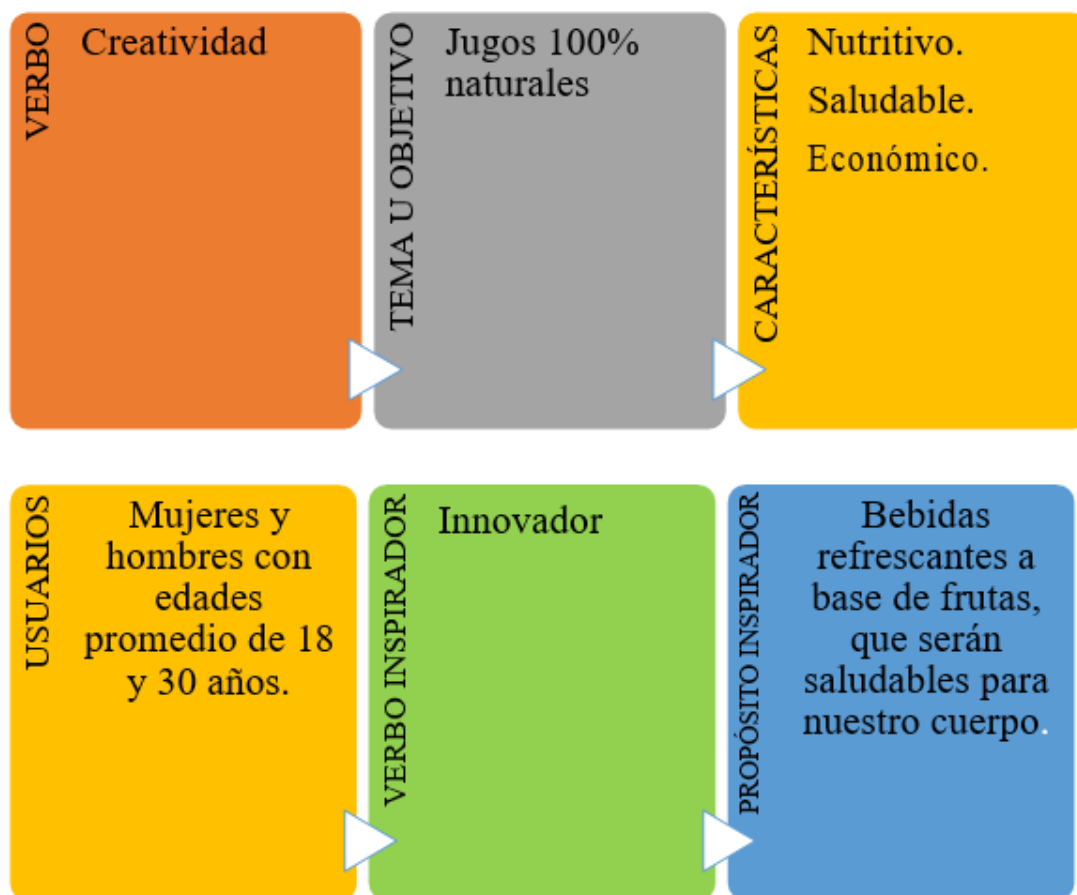 VERBO
Creatividad
TEMA U OBJETIVO
Jugos 100%
naturales
CARACTERÍSTICAS
Nutritivo.
Saludable.
Económico.
USUARIOS
Mujeres y
hombres con
edades
promedio de 18
y 30 años.
VERBO INSPIRADOR
Innovador
PROPÓSITO INSPIRADOR
Bebidas
refrescantes a
base de frutas,
que serán
saludables para
nuestro cuerpo.